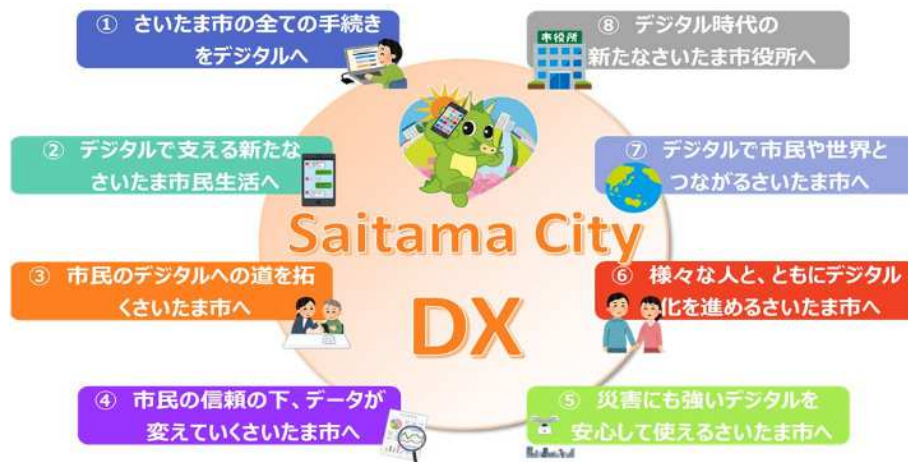 ① さいたま市の全ての手続き
をデジタルへ
② デジタルで支える新たな
さいたま市民生活へ
③ 市民のデジタルへの道を拓
くさいたま市へ
④ 市民の信頼の下、データが
変えていくさいたま市へ
⑤ 災害にも強いデジタルを
安心して使えるさいたま市へ
⑥ 様々な人と、ともにデジタル
化を進めるさいたま市へ
⑦ デジタルで市民や世界と
つながるさいたま市へ
⑧ デジタル時代の
新たなさいたま市役所へ
市役所
Saitama City
DX